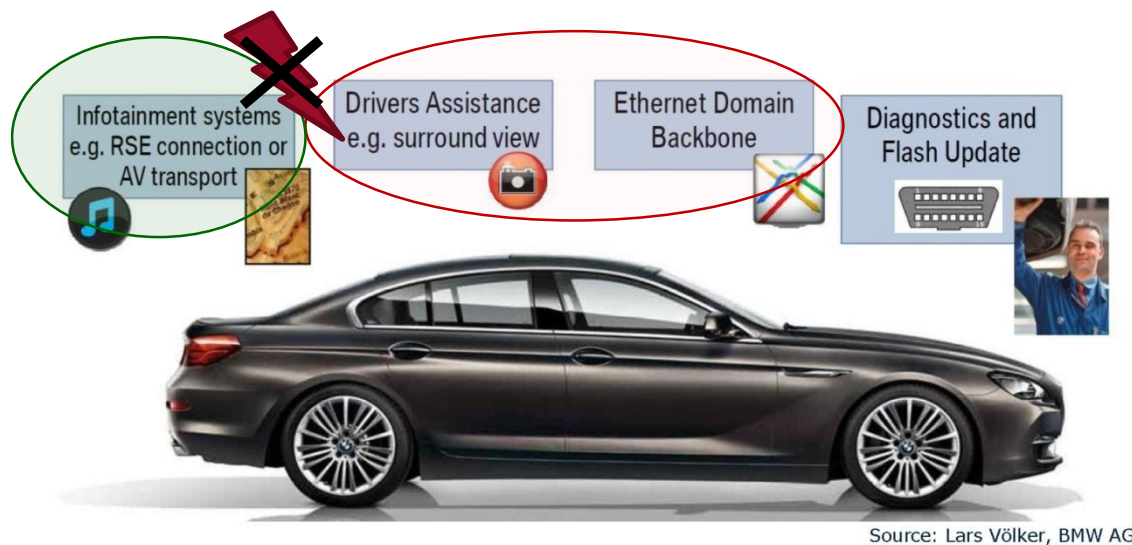 Infotainment systems
e.g. RSE connection or
AV transport
Drivers Assistance
e.g. surround view
Ethernet Domain
Backbone
Diagnostics and
Flash Update
Source: Lars Völker, BMW AG